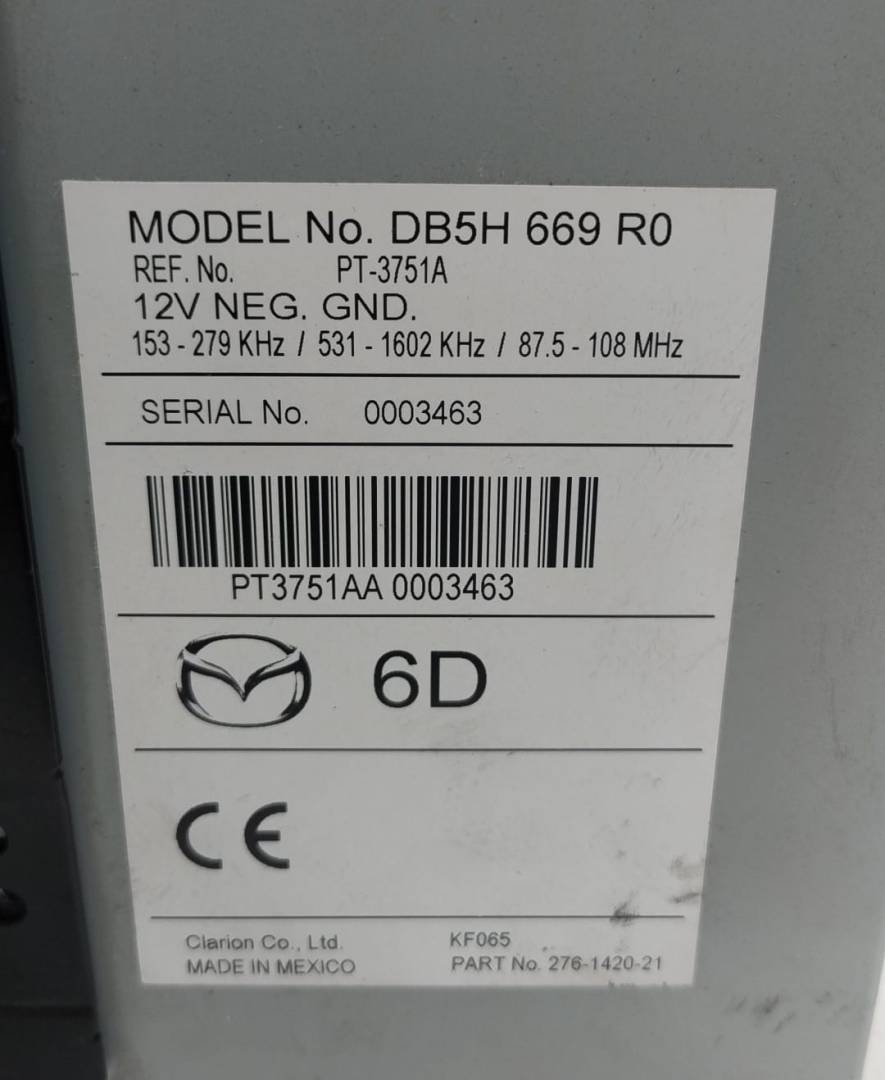 MODEL No. DB5H 669 R0
REF. No. PT-3751A
12V NEG. GND.
153 - 279 KHz / 531 - 1602 KHz / 87.5 - 108 MHz
SERIAL No. 0003463
PT3751AA 0003463
6D
CE
Clarion Co., Ltd. KF065
MADE IN MEXICO PART No. 276-1420-21